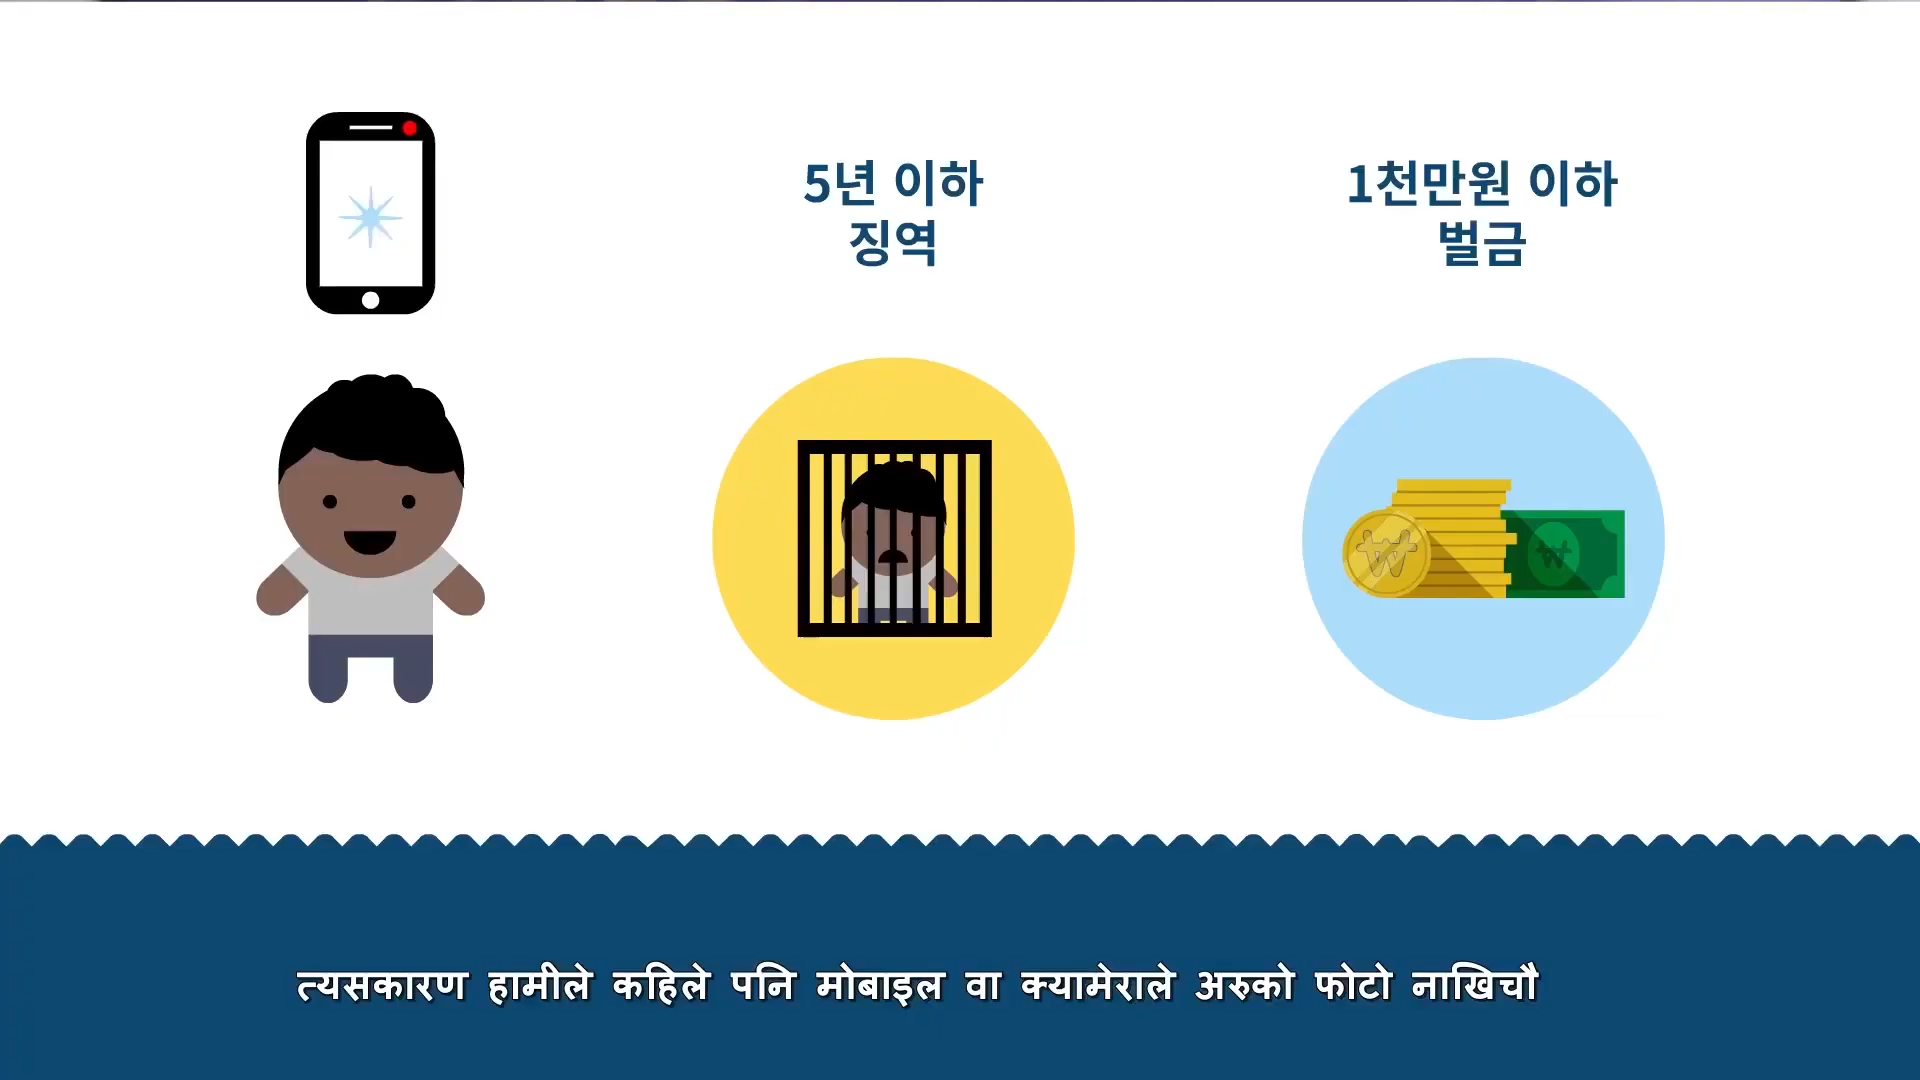 5년 이하
징역
1천만원 이하
벌금
त्यसकारण हामीले कहिले पनि मोबाइल वा क्यामेराले अरुको फोटो नाखिचौ